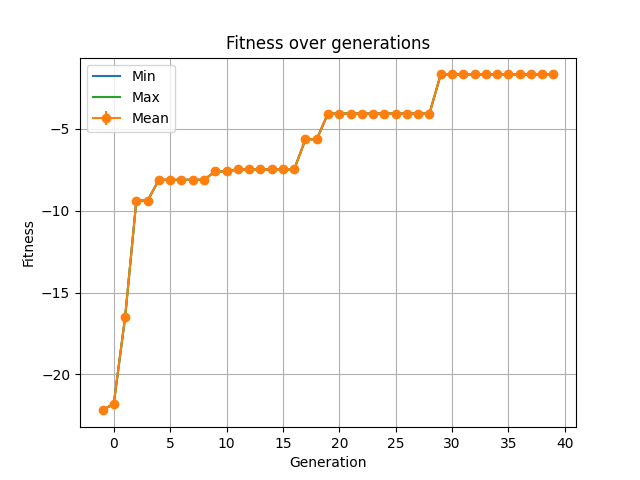 Fitness over generations
Min
Max
Mean
−5
−10
−15
−20
Fitness
0 5 10 15 20 25 30 35 40
Generation